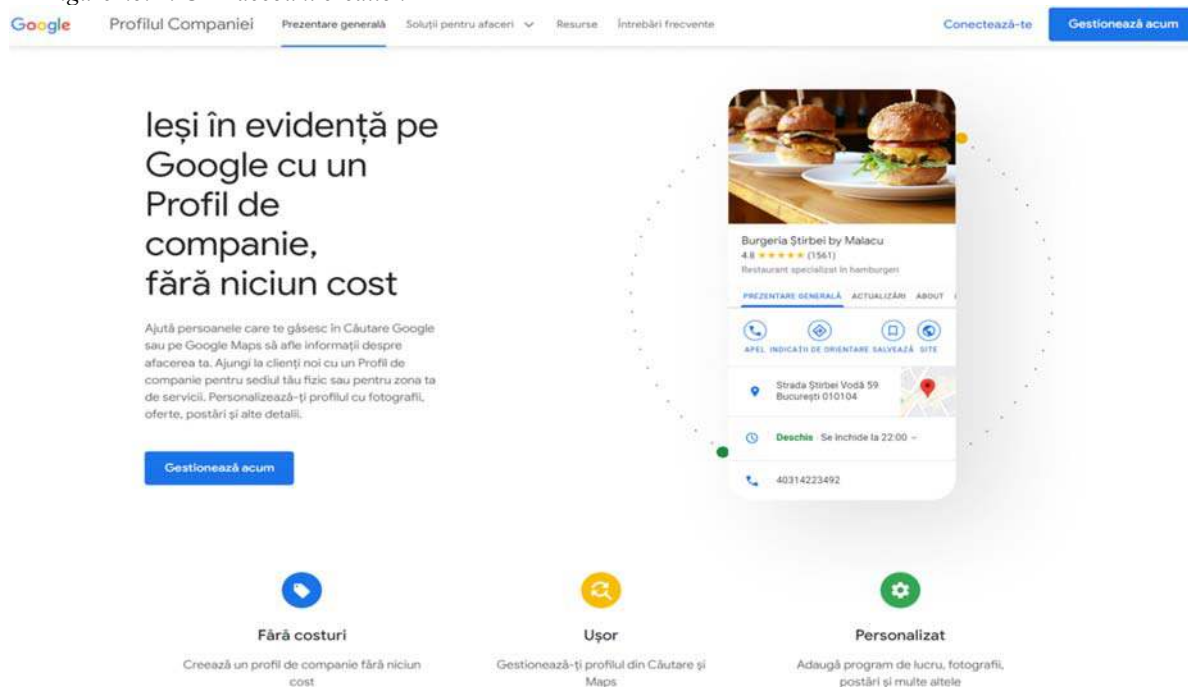 Google Profilul Companiei Prezentare generală Soluții pentru afaceri Resurse Întrebări frecvente Conectează-te Gestionează acum
Ieși în evidență pe
Google cu un
Profil de
companie,
fără niciun cost
Ajută persoanele care te găsesc în Căutare Google
sau pe Google Maps să afle informații despre
afacerea ta. Ajungi la clienți noi cu un Profil de
companie pentru sediul tău fizic sau pentru zona ta
de servicii. Personalizează-ți profilul cu fotografii,
oferte, postări și alte detalii.
Gestionează acum
Burgeria Știrbei by Malacu
4.8 ★★★★★ (1561)
Restaurant specializat în hamburgeri
PREZENTARE GENERALĂ ACTUALIZĂRI ABOUT
APEL INDICAȚII DE ORIENTARE SALVEAZĂ SITE
Strada Știrbei Vodă 59
București 010104
Deschis · Se închide la 22:00
40314223492
Fără costuri
Creează un profil de companie fără niciun
cost
Ușor
Gestionează-ți profilul din Căutare și
Maps
Personalizat
Adaugă program de lucru, fotografii,
postări și multe altele